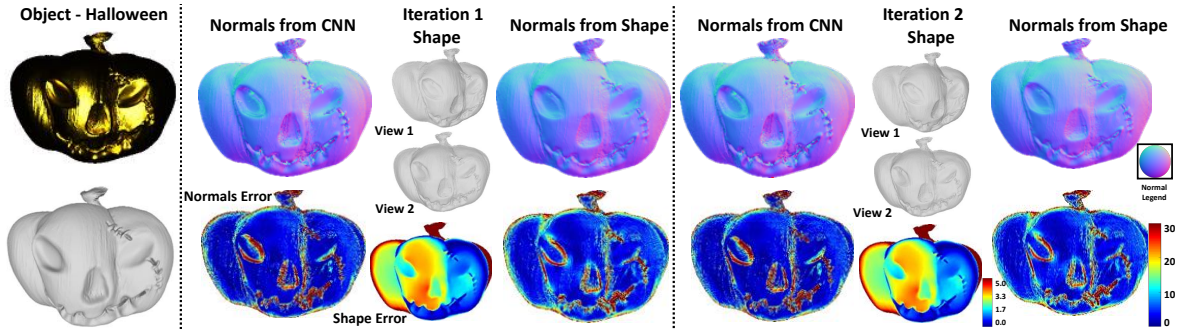 Object - Halloween
Normals from CNN
Iteration 1
Shape
Normals from Shape
Normals from CNN
Iteration 2
Shape
Normals from Shape
View 1
View 2
View 1
View 2
Normal
Legend
Normals Error
Shape Error
5.0
3.3
1.7
0.0
30
20
10
0